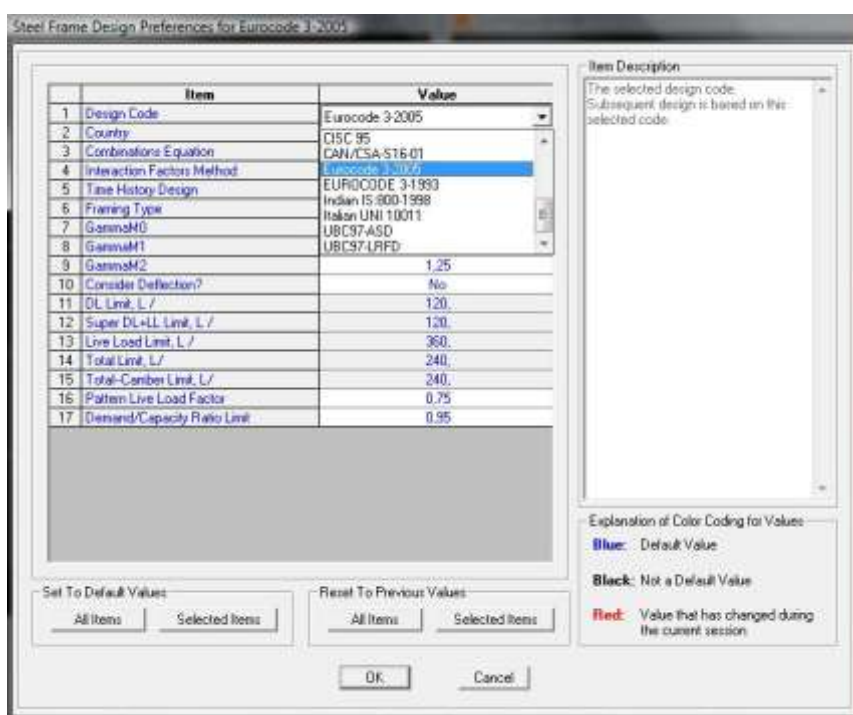 Steel Frame Design Preferences for Eurocode 3-2005
Item Value
1 Design Code Eurocode 3-2005
2 Country
3 Combinations Equation
4 Interaction Factors Method
5 Time History Design
6 Framing Type
7 GammaM0
8 GammaM1
CISC 95
CAN/CSA-S16-01
Eurocode 3-2005
EUROCODE 3-1993
Indian IS:800-1998
Italian UNI 10011
UBC97-ASD
UBC97-LRFD
9 GammaM2 1,25
10 Consider Deflection? No
11 DL Limit, L / 120,
12 Super DL+LL Limit, L / 120,
13 Live Load Limit, L / 360,
14 Total Limit, L/ 240,
15 Total-Camber Limit, L/ 240,
16 Pattern Live Load Factor 0,75
17 Demand/Capacity Ratio Limit 0,95
Item Description
The selected design code.
Subsequent design is based on this
selected code.
Explanation of Color Coding for Values
Blue: Default Value
Black: Not a Default Value
Red: Value that has changed during
the current session
Set To Default Values
All Items Selected Items
Reset To Previous Values
All Items Selected Items
OK Cancel